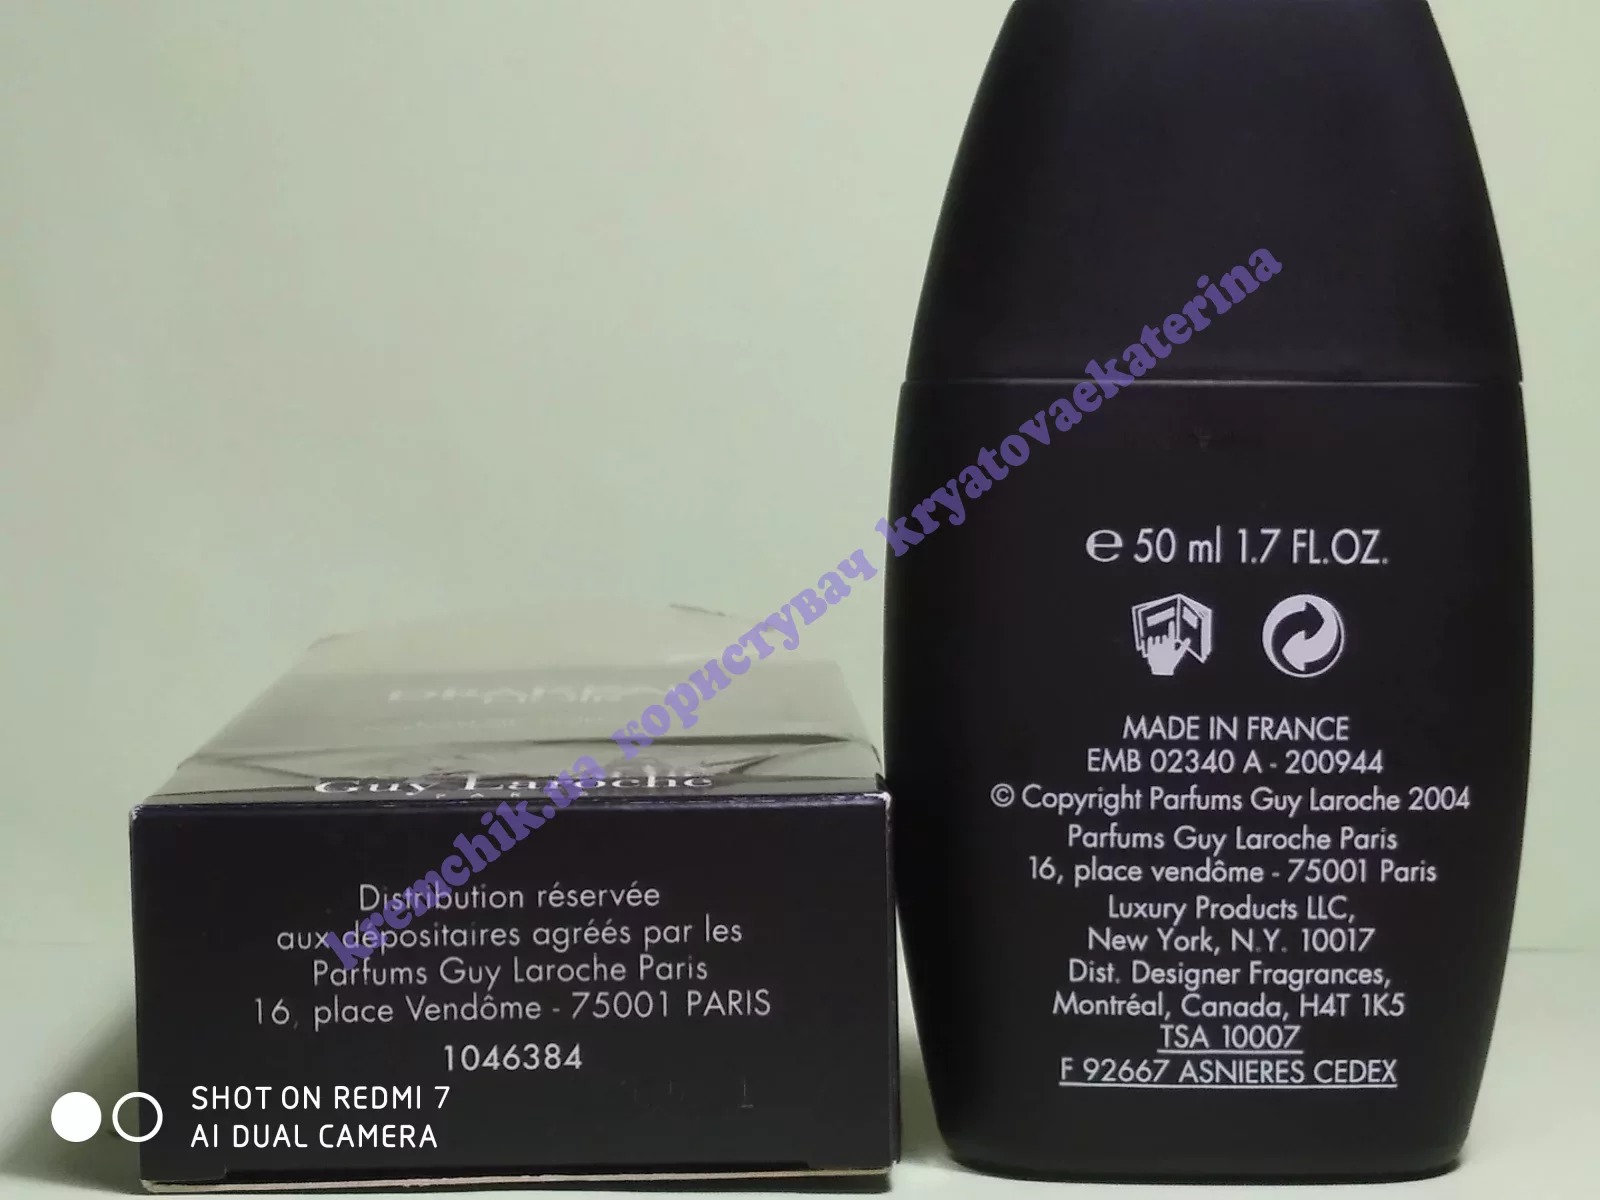 Guy Laroche
Distribution réservée
aux dépositaires agréés par les
Parfums Guy Laroche Paris
16, place Vendôme - 75001 PARIS
1046384
SHOT ON REDMI 7
AI DUAL CAMERA
kremchik.ua користувач kryatovaekaterina
℮ 50 ml 1.7 FL.OZ.
MADE IN FRANCE
EMB 02340 A - 200944
© Copyright Parfums Guy Laroche 2004
Parfums Guy Laroche Paris
16, place vendôme - 75001 Paris
Luxury Products LLC,
New York, N.Y. 10017
Dist. Designer Fragrances,
Montréal, Canada, H4T 1K5
TSA 10007
F 92667 ASNIERES CEDEX